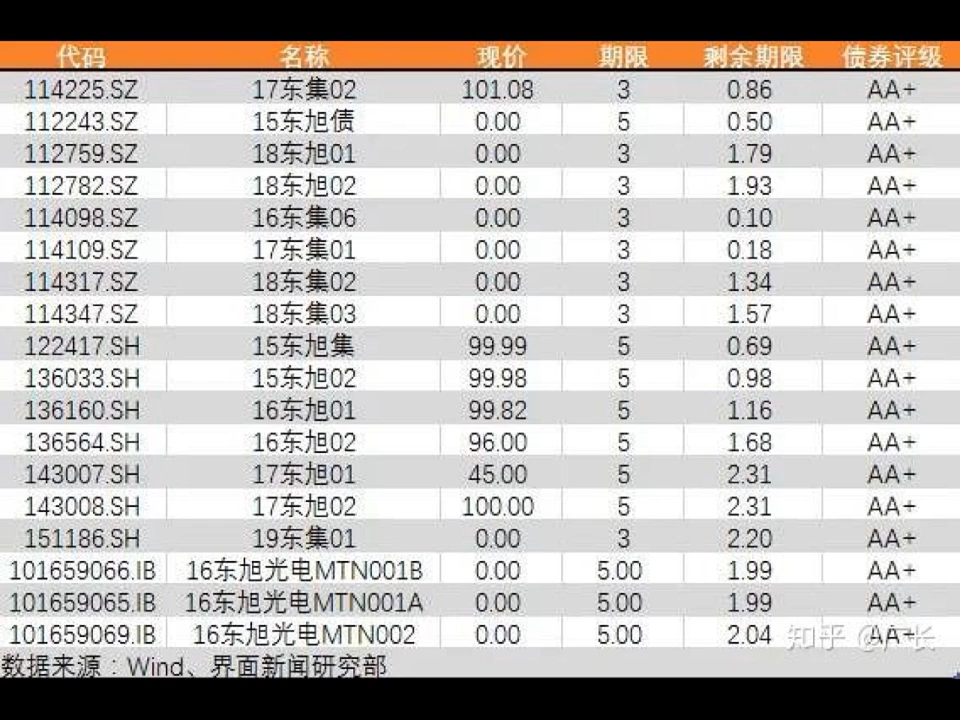 代码 名称 现价 期限 剩余期限 债券评级
114225.SZ 17东集02 101.08 3 0.86 AA+
112243.SZ 15东旭债 0.00 5 0.50 AA+
112759.SZ 18东旭01 0.00 3 1.79 AA+
112782.SZ 18东旭02 0.00 3 1.93 AA+
114098.SZ 16东集06 0.00 3 0.10 AA+
114109.SZ 17东集01 0.00 3 0.18 AA+
114317.SZ 18东集02 0.00 3 1.34 AA+
114347.SZ 18东集03 0.00 3 1.57 AA+
122417.SH 15东旭集 99.99 5 0.69 AA+
136033.SH 15东旭02 99.98 5 0.98 AA+
136160.SH 16东旭01 99.82 5 1.16 AA+
136564.SH 16东旭02 96.00 5 1.68 AA+
143007.SH 17东旭01 45.00 5 2.31 AA+
143008.SH 17东旭02 100.00 5 2.31 AA+
151186.SH 19东集01 0.00 3 2.20 AA+
101659066.IB 16东旭光电MTN001B 0.00 5.00 1.99 AA+
101659065.IB 16东旭光电MTN001A 0.00 5.00 1.99 AA+
101659069.IB 16东旭光电MTN002 0.00 5.00 2.04 AA+
知乎
数据来源：Wind、界面新闻研究部